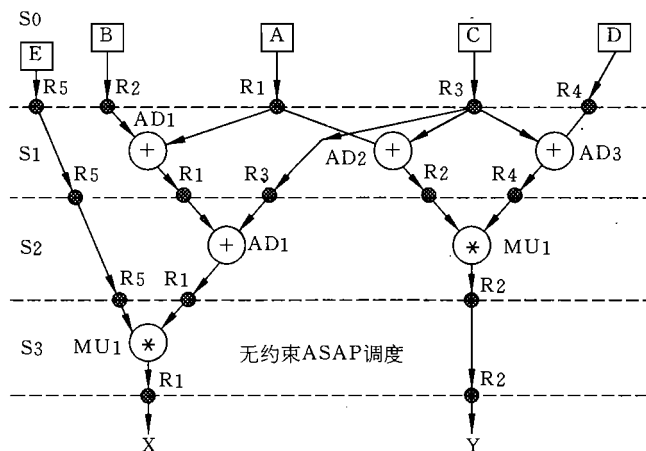 S0
E
B
A
C
D
R5
R2
R1
R3
R4
AD1
S1
+
+
+
AD2
AD3
R5
R1
R3
R2
R4
S2
+
AD1
*
MU1
R5
R1
R2
S3
MU1
*
无约束ASAP调度
R1
R2
X
Y